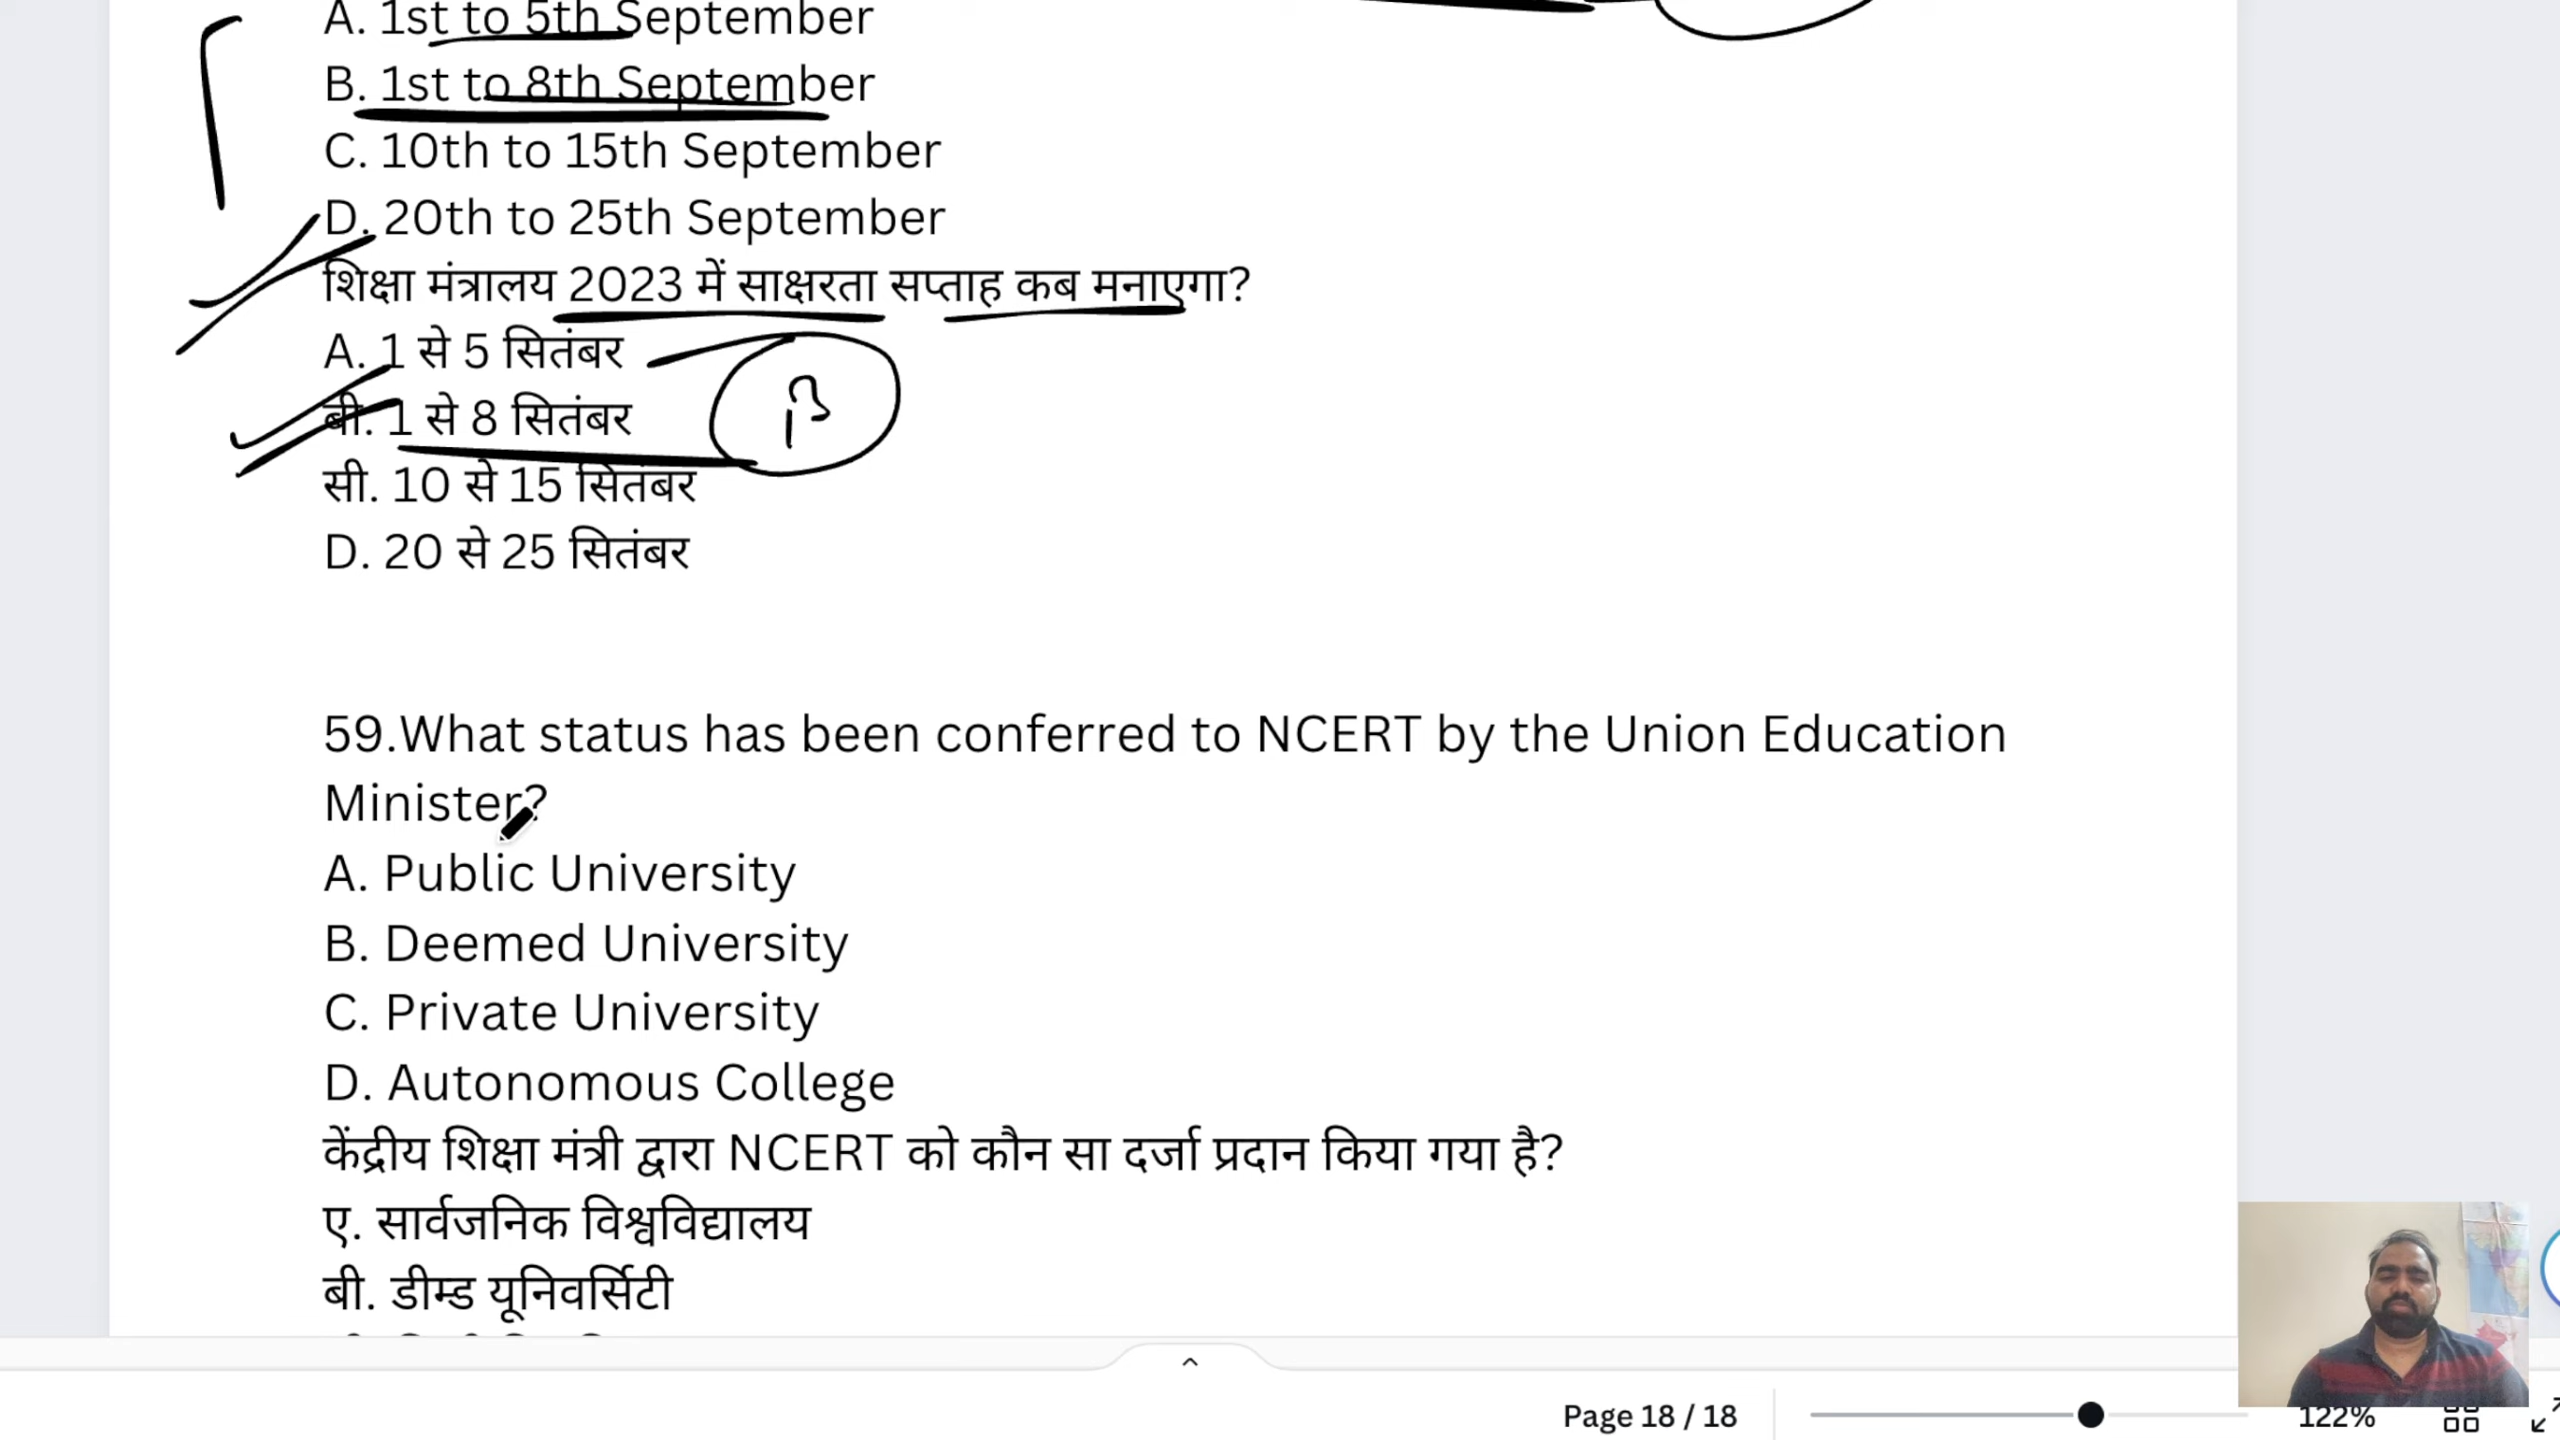 A. 1st to 5th September
B. 1st to 8th September
C. 10th to 15th September
D. 20th to 25th September
शिक्षा मंत्रालय 2023 में साक्षरता सप्ताह कब मनाएगा?
A. 1 से 5 सितंबर
बी. 1 से 8 सितंबर
B
सी. 10 से 15 सितंबर
D. 20 से 25 सितंबर
59.What status has been conferred to NCERT by the Union Education
Minister?
A. Public University
B. Deemed University
C. Private University
D. Autonomous College
केंद्रीय शिक्षा मंत्री द्वारा NCERT को कौन सा दर्जा प्रदान किया गया है?
ए. सार्वजनिक विश्वविद्यालय
बी. डीम्ड यूनिवर्सिटी
Page 18 / 18
122%